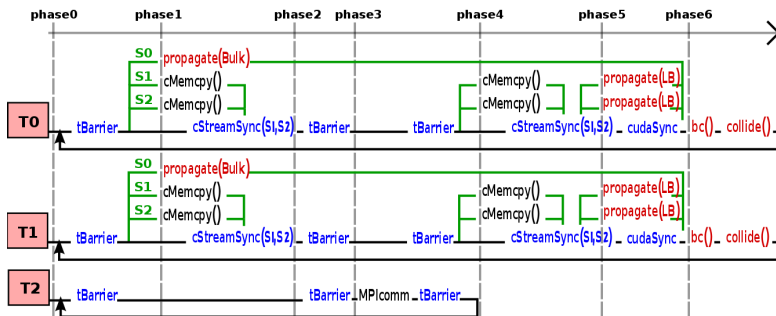 phase0 phase1 phase2 phase3 phase4 phase5 phase6
S0 propagate(Bulk)
S1 cMemcpy() cMemcpy() propagate(LB)
S2 cMemcpy() cMemcpy() propagate(LB)
T0 tBarrier cStreamSync(S1,S2) tBarrier tBarrier cStreamSync(S1,S2) cudaSync bc() collide()
S0 propagate(Bulk)
S1 cMemcpy() cMemcpy() propagate(LB)
S2 cMemcpy() cMemcpy() propagate(LB)
T1 tBarrier cStreamSync(S1,S2) tBarrier tBarrier cStreamSync(S1,S2) cudaSync bc() collide()
T2 tBarrier tBarrier MPIcomm tBarrier